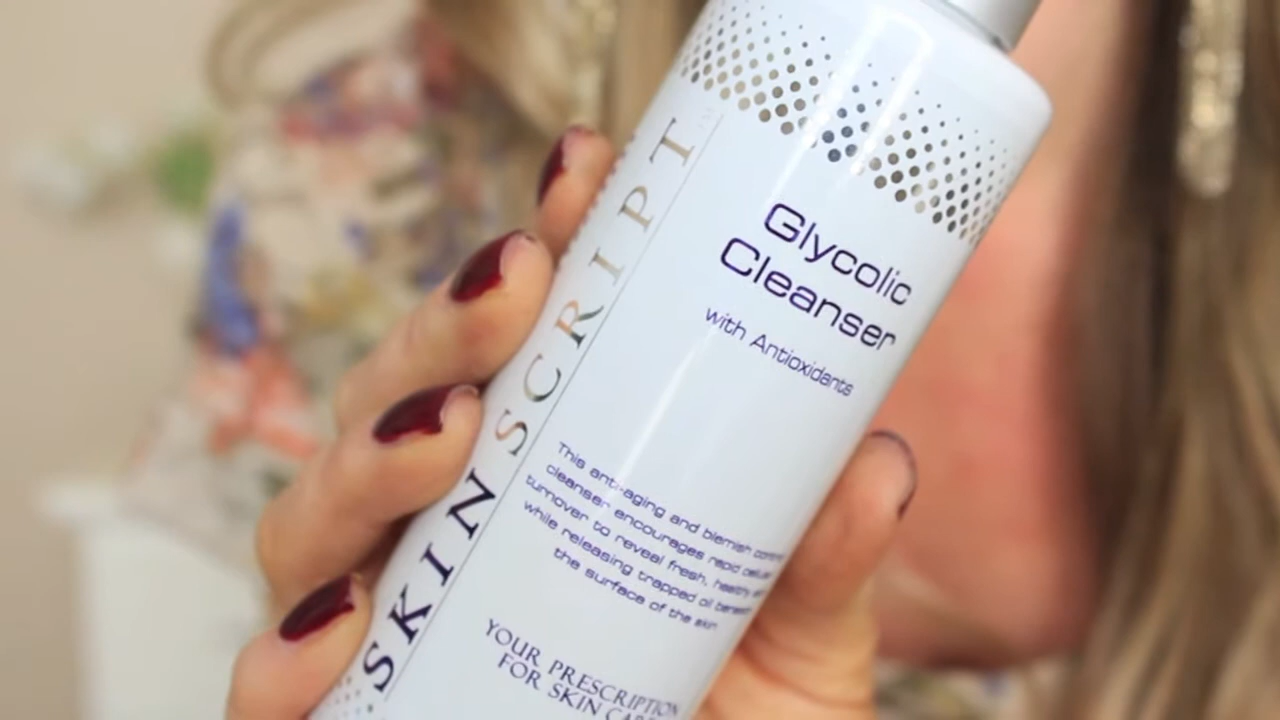 SKIN SCRIPT
Glycolic
Cleanser
with Antioxidants
This anti-aging and blemish
cleanser encourages rapid
turnover to reveal fresh, healthy
while releasing trapped oil
the surface of the skin
YOUR PRESCRIPTION
FOR SKIN